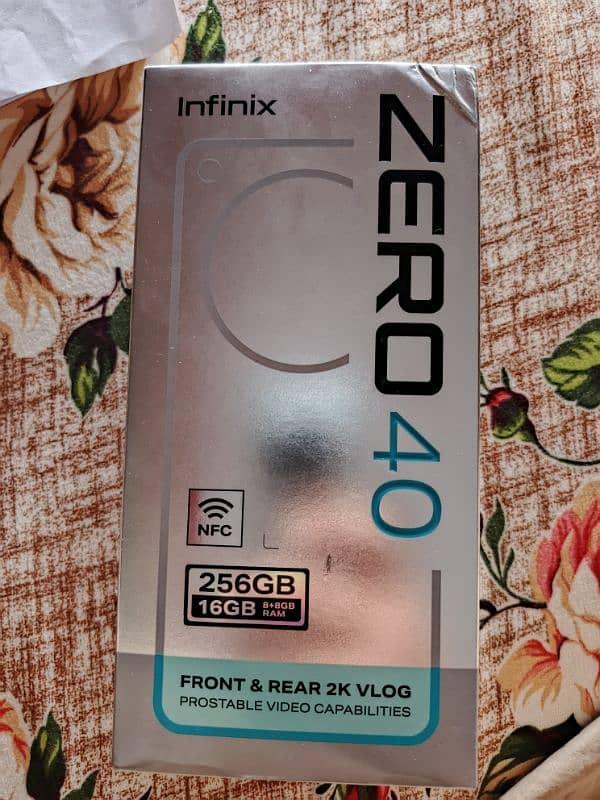 Infinix
ZERO 40
NFC
256GB
16GB 8+8GB
RAM
FRONT & REAR 2K VLOG
PROSTABLE VIDEO CAPABILITIES